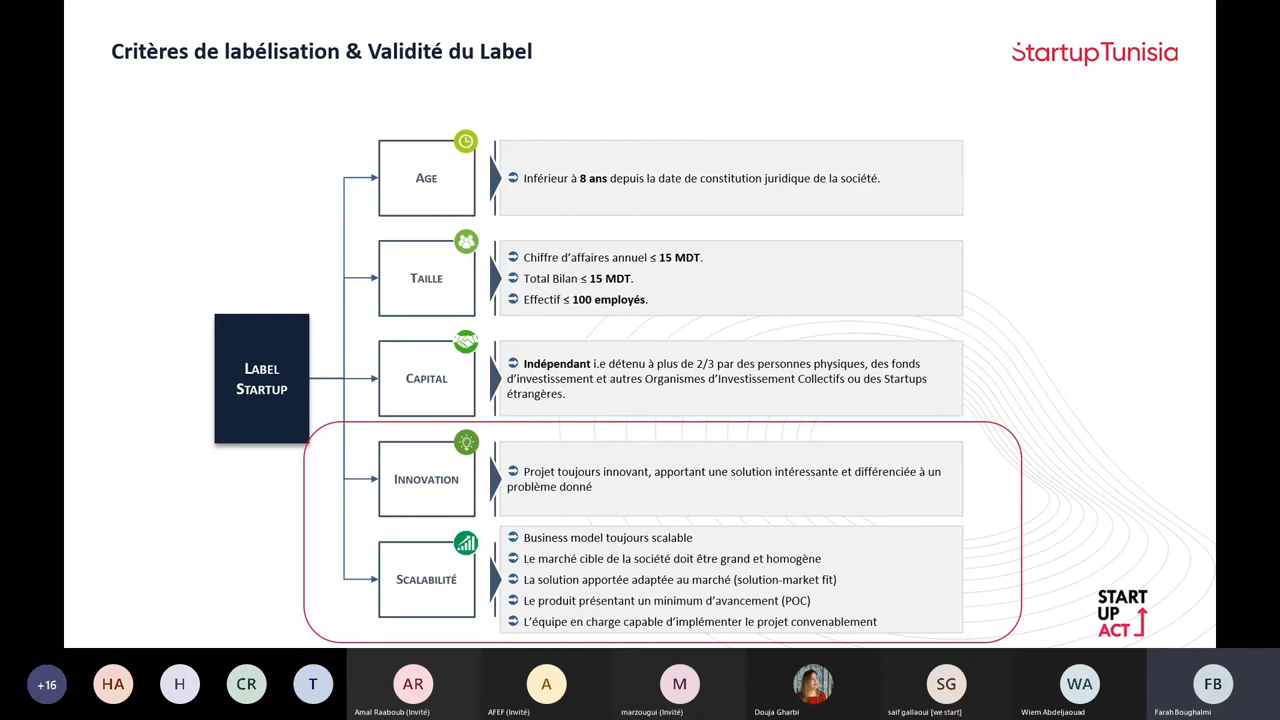 Critères de labélisation & Validité du Label
StartupTunisia
LABEL
STARTUP
AGE
Inférieur à 8 ans depuis la date de constitution juridique de la société.
TAILLE
Chiffre d'affaires annuel ≤ 15 MDT.
Total Bilan ≤ 15 MDT.
Effectif ≤ 100 employés.
CAPITAL
Indépendant i.e détenu à plus de 2/3 par des personnes physiques, des fonds
d'investissement et autres Organismes d'Investissement Collectifs ou des Startups
étrangères.
INNOVATION
Projet toujours innovant, apportant une solution intéressante et différenciée à un
problème donné
SCALABILITÉ
Business model toujours scalable
Le marché cible de la société doit être grand et homogène
La solution apportée adaptée au marché (solution-market fit)
Le produit présentant un minimum d'avancement (POC)
L'équipe en charge capable d'implémenter le projet convenablement
START
UP
ACT
+16
HA
H
CR
T
AR
A
M
SG
WA
FB
Amal Raaboub (Invité)
AFEF (Invité)
marzougui (Invité)
Douja Gharbi
saif gallaoui [we start]
Wiem Abdeljaouad
Farah Boughalmi